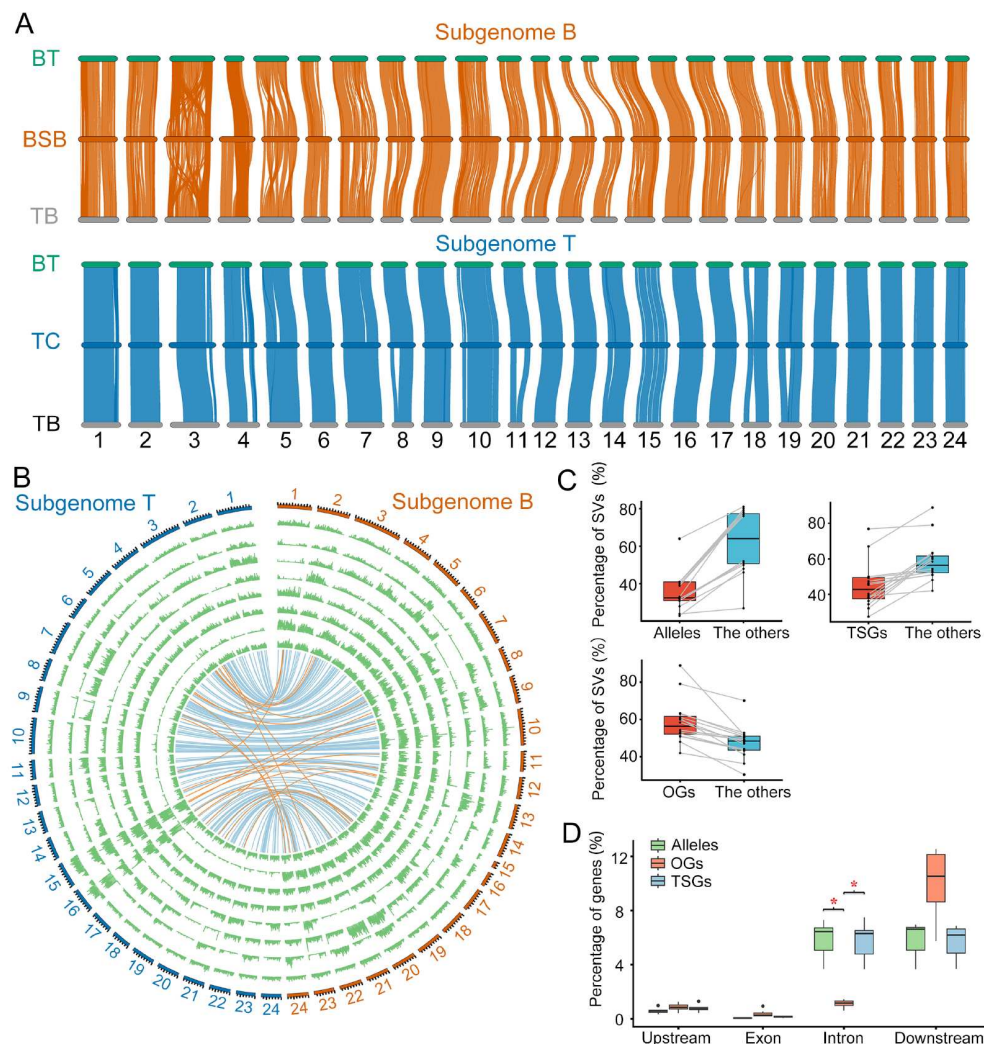 A
Subgenome B
BT
BSB
TB
Subgenome T
BT
TC
TB
1 2 3 4 5 6 7 8 9 10 11 12 13 14 15 16 17 18 19 20 21 22 23 24
B
Subgenome T
Subgenome B
1 2 3 4 5 6 7 8 9 10 11 12 13 14 15 16 17 18 19 20 21 22 23 24
1 2 3 4 5 6 7 8 9 10 11 12 13 14 15 16 17 18 19 20 21 22 23 24
C
Percentage of SVs (%)
80
60
40
Alleles The others
80
60
40
TSGs The others
Percentage of SVs (%)
80
60
40
OGs The others
D
Percentage of genes (%)
12
8
4
0
Alleles
OGs
TSGs
* *
Upstream Exon Intron Downstream